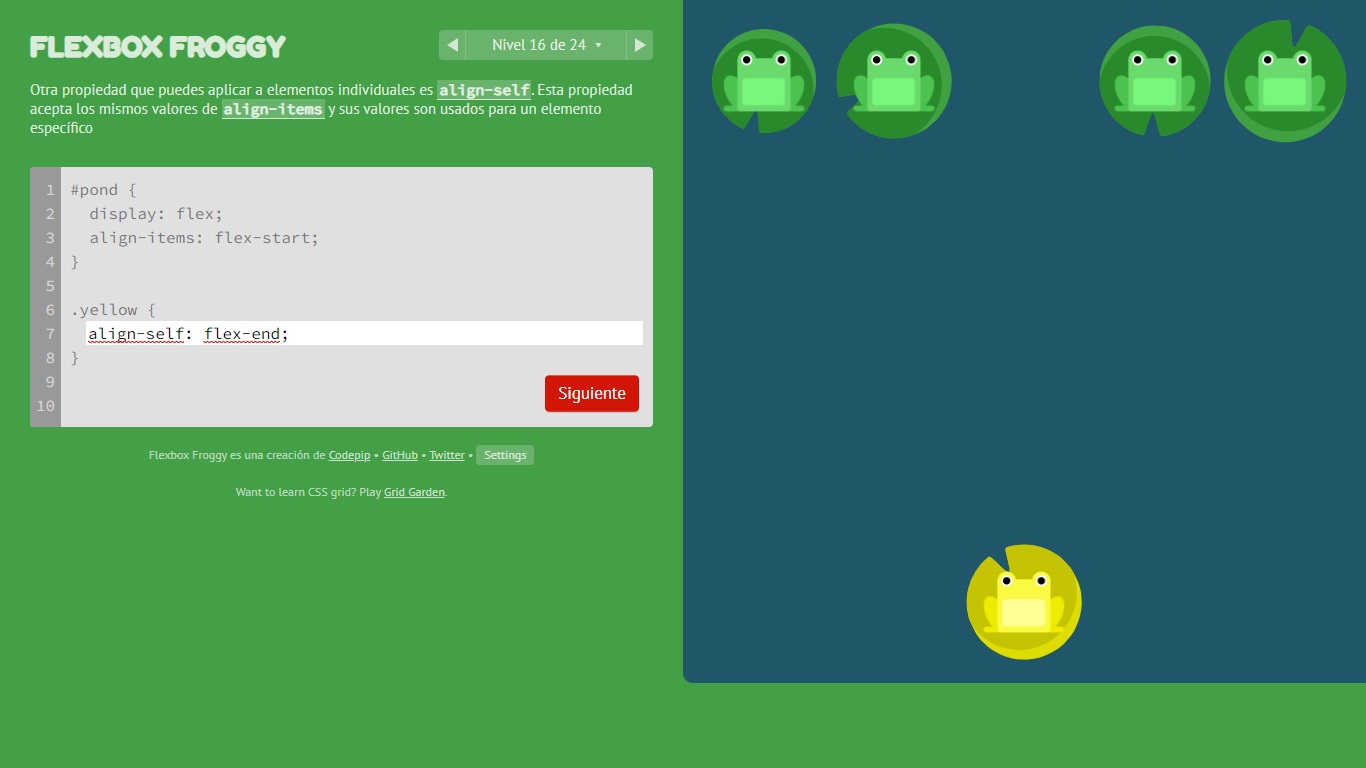 FLEXBOX FROGGY
Nivel 16 de 24
Otra propiedad que puedes aplicar a elementos individuales es align-self. Esta propiedad
acepta los mismos valores de align-items y sus valores son usados para un elemento
específico
1 #pond {
2 display: flex;
3 align-items: flex-start;
4 }
5
6 .yellow {
7 align-self: flex-end;
8 }
9
10
Siguiente
Flexbox Froggy es una creación de Codepip • GitHub • Twitter • Settings
Want to learn CSS grid? Play Grid Garden.